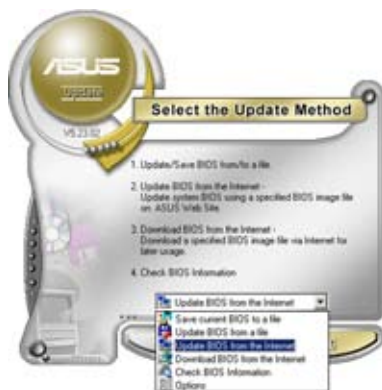 ASUS
Update
V5.23.02
Select the Update Method
1. Update/Save BIOS from/to a file.
2. Update BIOS from the Internet -
Update system BIOS using a specified BIOS image file
on ASUS Web Site.
3. Download BIOS from the Internet -
Download a specified BIOS image file via Internet for
later usage.
4. Check BIOS Information
Update BIOS from the Internet
Save current BIOS to a file
Update BIOS from a file
Update BIOS from the Internet
Download BIOS from the Internet
Check BIOS Information
Options